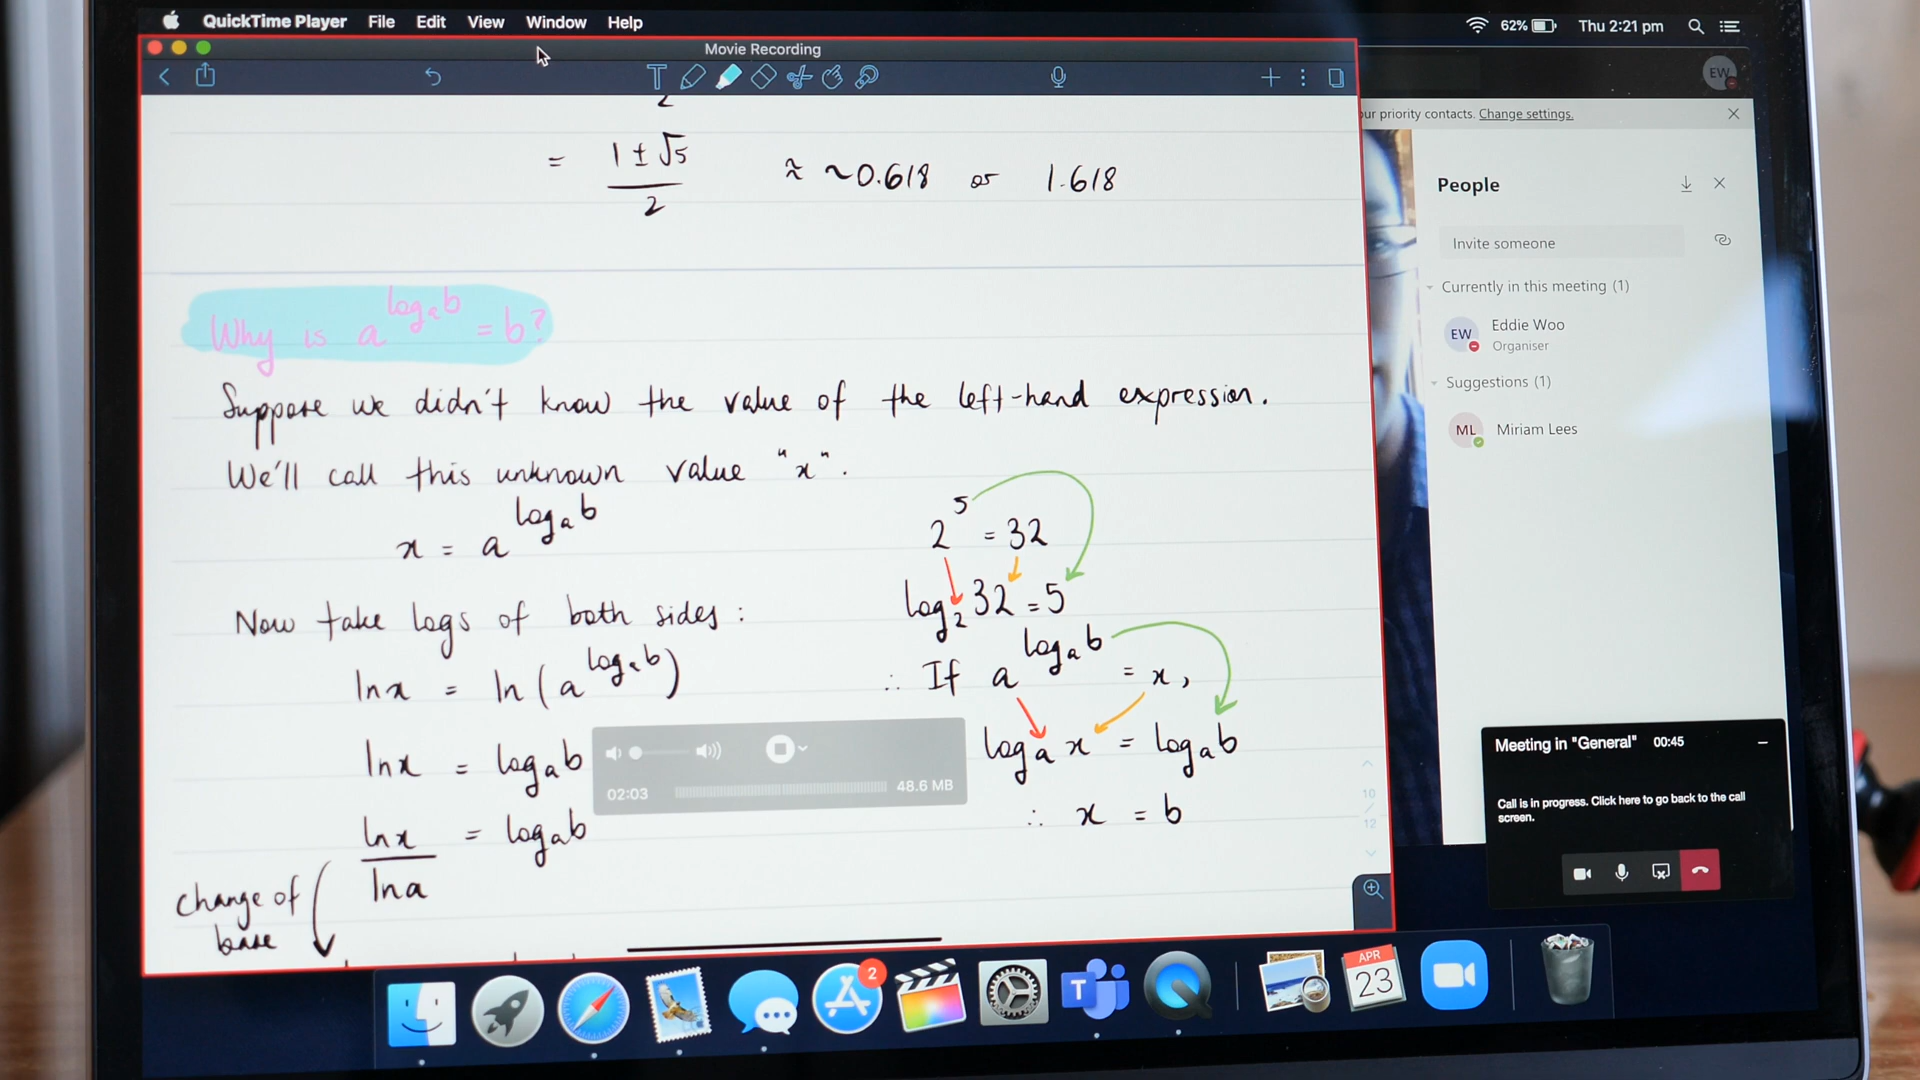 QuickTime Player File Edit View Window Help
62% Thu 2:21 pm
Movie Recording
T
EW
our priority contacts. Change settings.
2
= 1 ± √5 / 2 ≈ ~0.618 or 1.618
Why is a^(log_a b) = b?
Suppose we didn't know the value of the left-hand expression.
We'll call this unknown value "x".
x = a^(log_a b)
Now take logs of both sides:
ln x = ln (a^(log_a b))
ln x = log_a b
ln x / ln a = log_a b
change of
base
2^5 = 32
log_2 32 = 5
∴ If a^(log_a b) = x,
log_a x = log_a b
∴ x = b
02:03 48.6 MB
10
/
12
People
Invite someone
Currently in this meeting (1)
EW Eddie Woo
Organiser
Suggestions (1)
ML Miriam Lees
Meeting in "General" 00:45
Call is in progress. Click here to go back to the call
screen.
2
T
APR
23